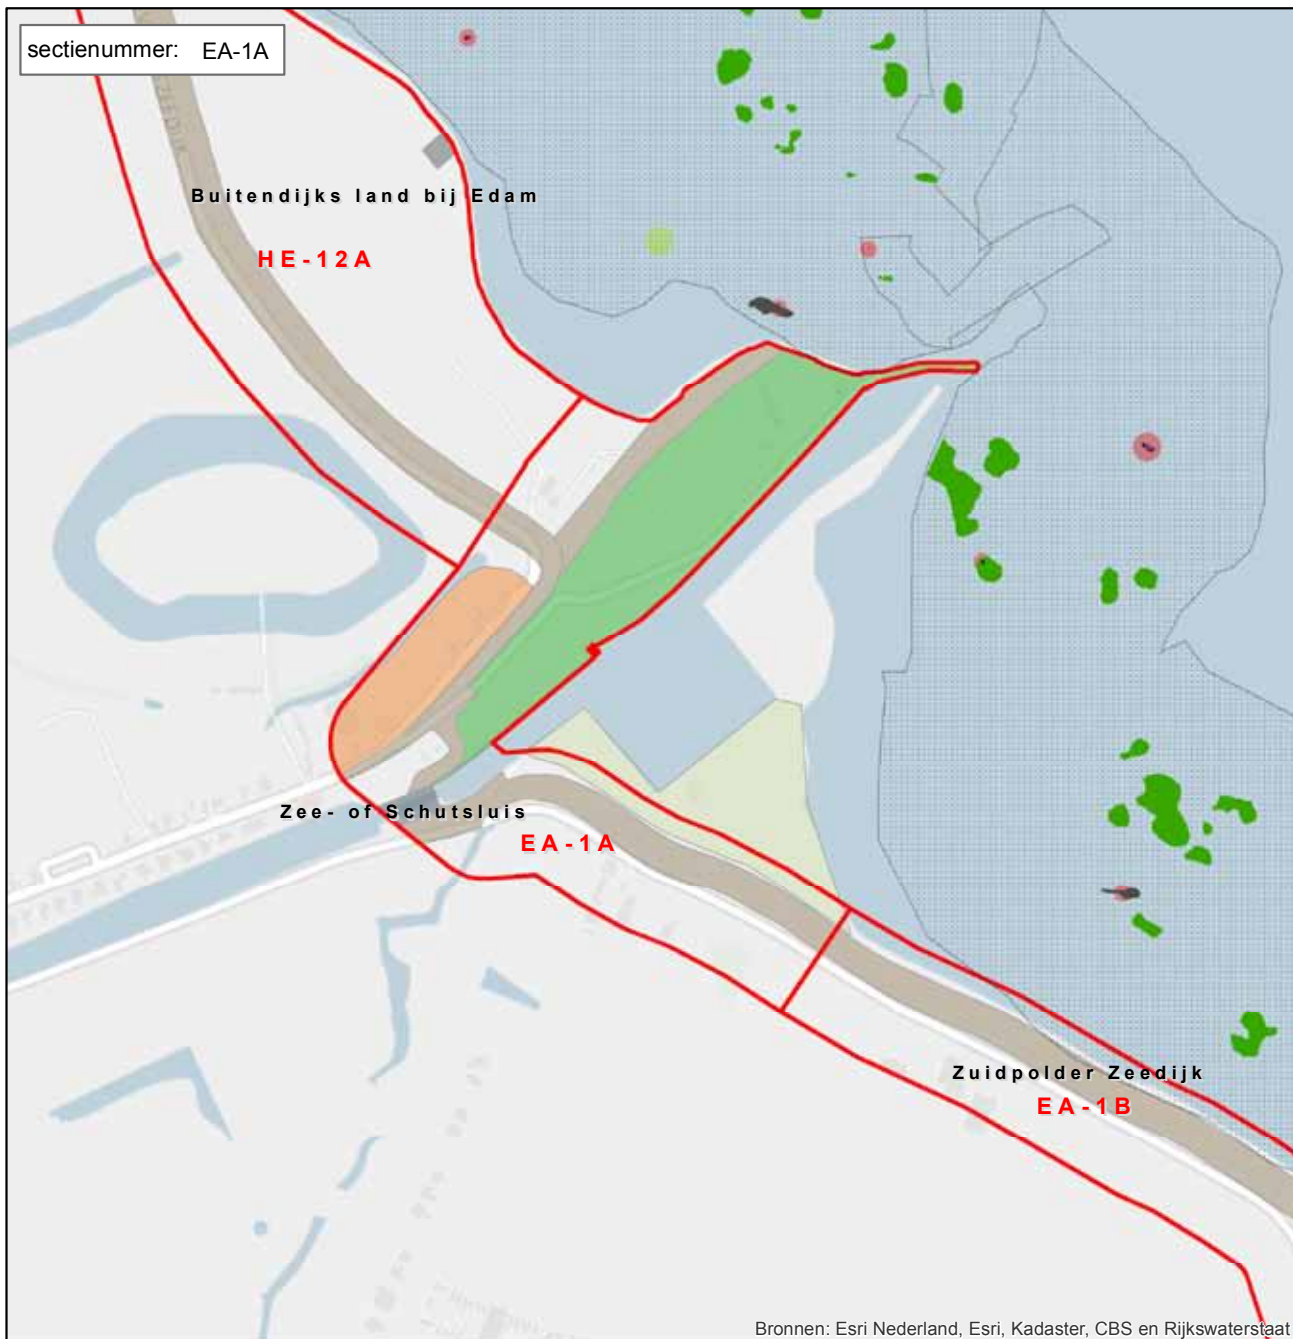 sectienummer: EA-1A
ZEEDIJK
Buitendijks land bij Edam
HE-12A
Zee- of Schutsluis
EA-1A
Zuidpolder Zeedijk
EA-1B
Bronnen: Esri Nederland, Esri, Kadaster, CBS en Rijkswaterstaat